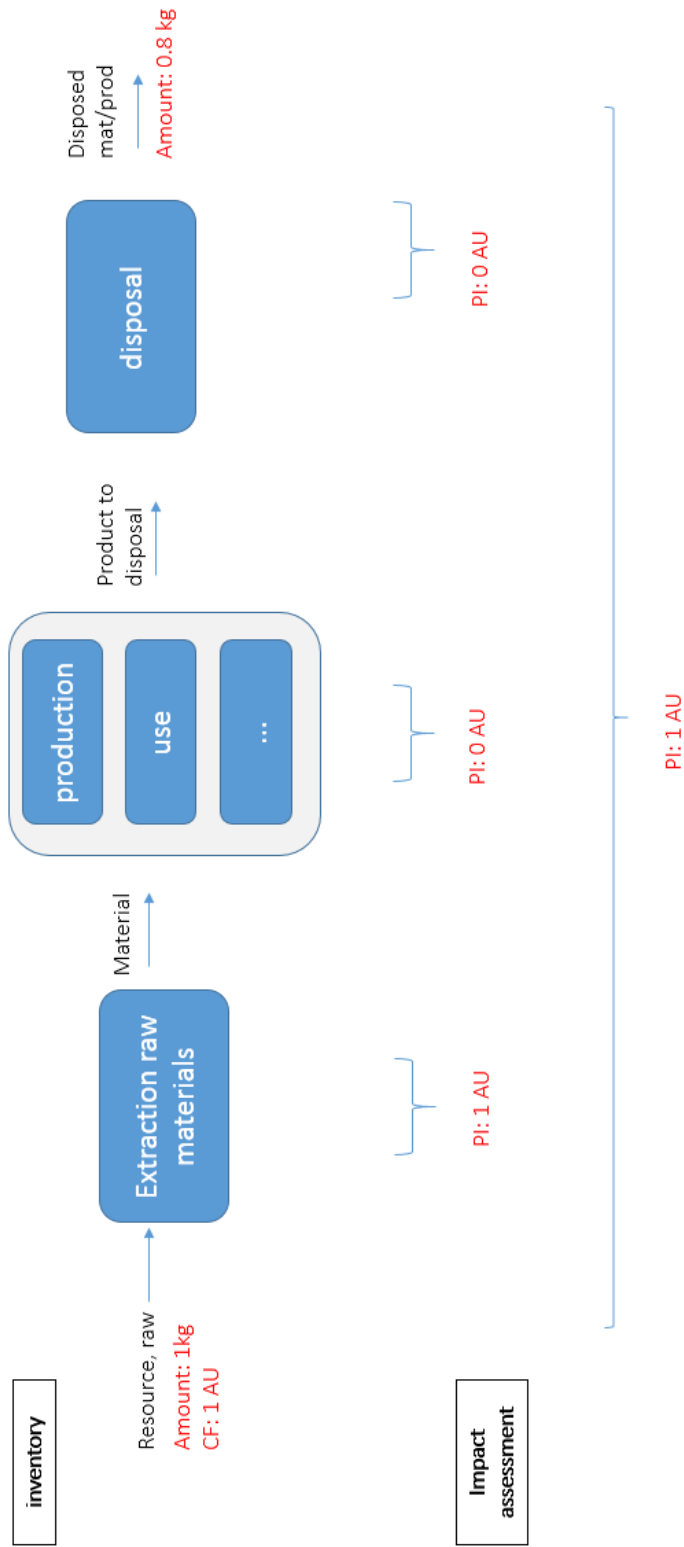 inventory
Resource, raw
Amount: 1kg
CF: 1 AU
Extraction raw
materials
Material
production
use
...
Product to
disposal
disposal
Disposed
mat/prod
Amount: 0.8 kg
Impact
assessment
PI: 1 AU
PI: 0 AU
PI: 0 AU
PI: 1 AU